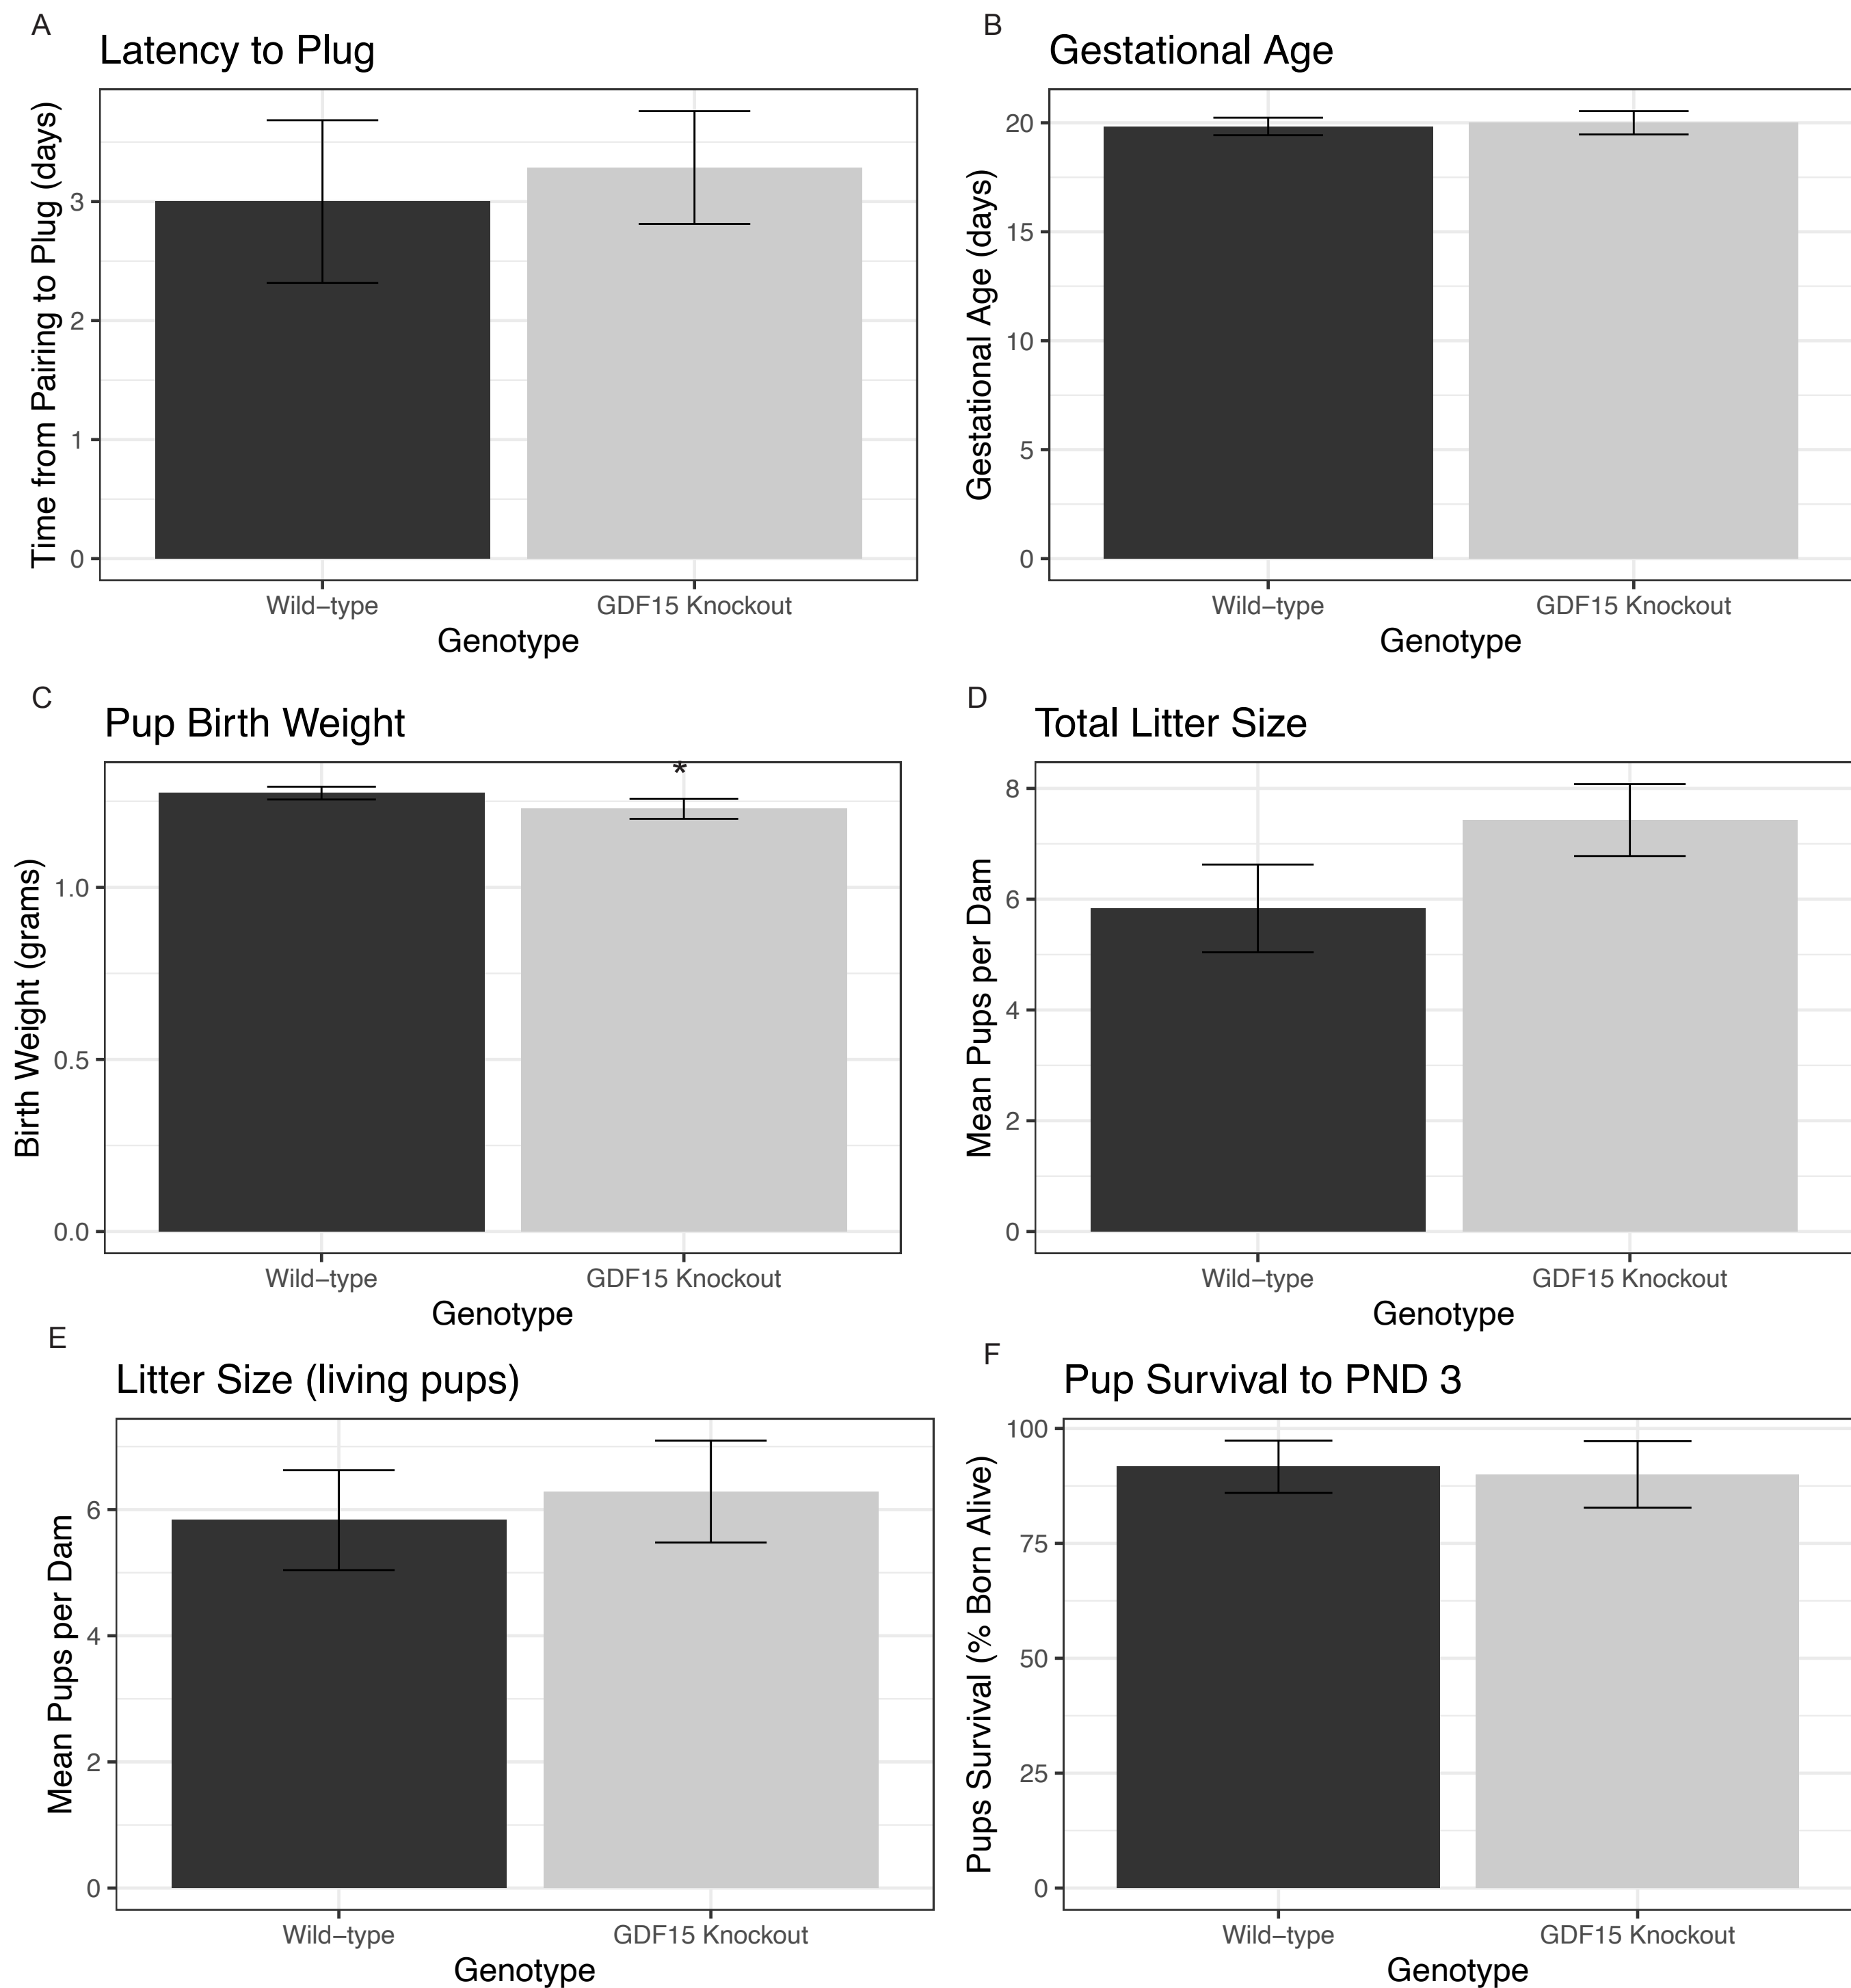 A
Latency to Plug
Time from Pairing to Plug (days)
3
2
1
0
Wild−type
GDF15 Knockout
Genotype
B
Gestational Age
Gestational Age (days)
20
15
10
5
0
Wild−type
GDF15 Knockout
Genotype
C
Pup Birth Weight
Birth Weight (grams)
*
1.0
0.5
0.0
Wild−type
GDF15 Knockout
Genotype
D
Total Litter Size
Mean Pups per Dam
8
6
4
2
0
Wild−type
GDF15 Knockout
Genotype
E
Litter Size (living pups)
Mean Pups per Dam
6
4
2
0
Wild−type
GDF15 Knockout
Genotype
F
Pup Survival to PND 3
Pups Survival (% Born Alive)
100
75
50
25
0
Wild−type
GDF15 Knockout
Genotype